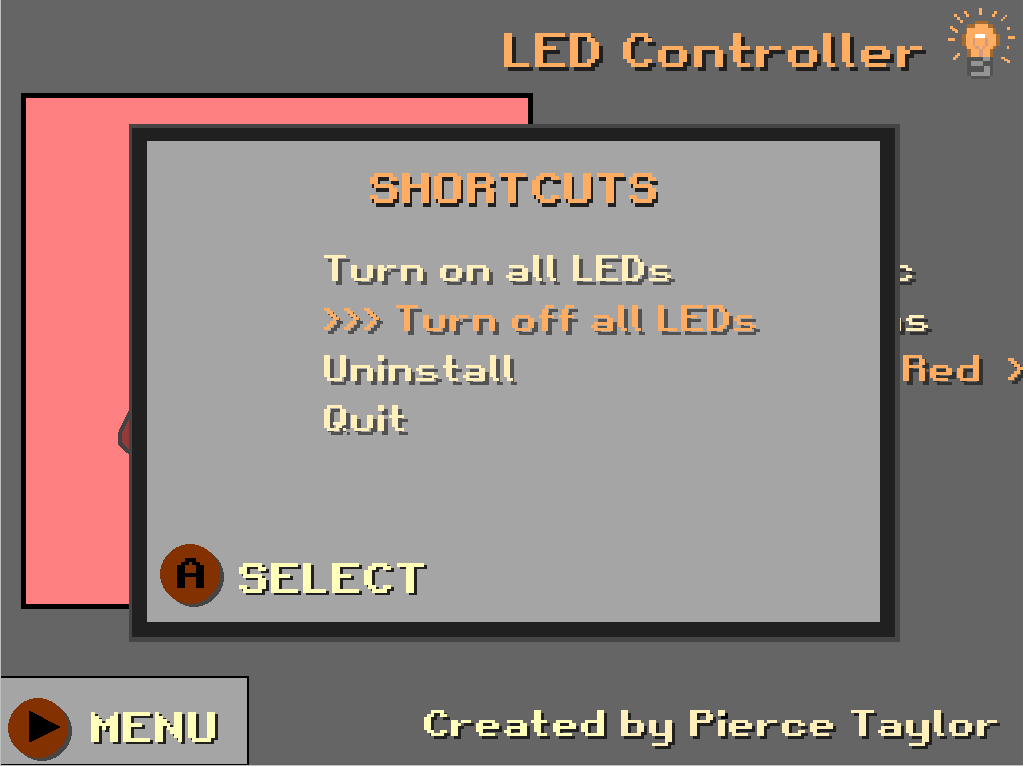 LED Controller
SHORTCUTS
Turn on all LEDs
>>> Turn off all LEDs
Uninstall
Quit
Red >
A SELECT
MENU
Created by Pierce Taylor